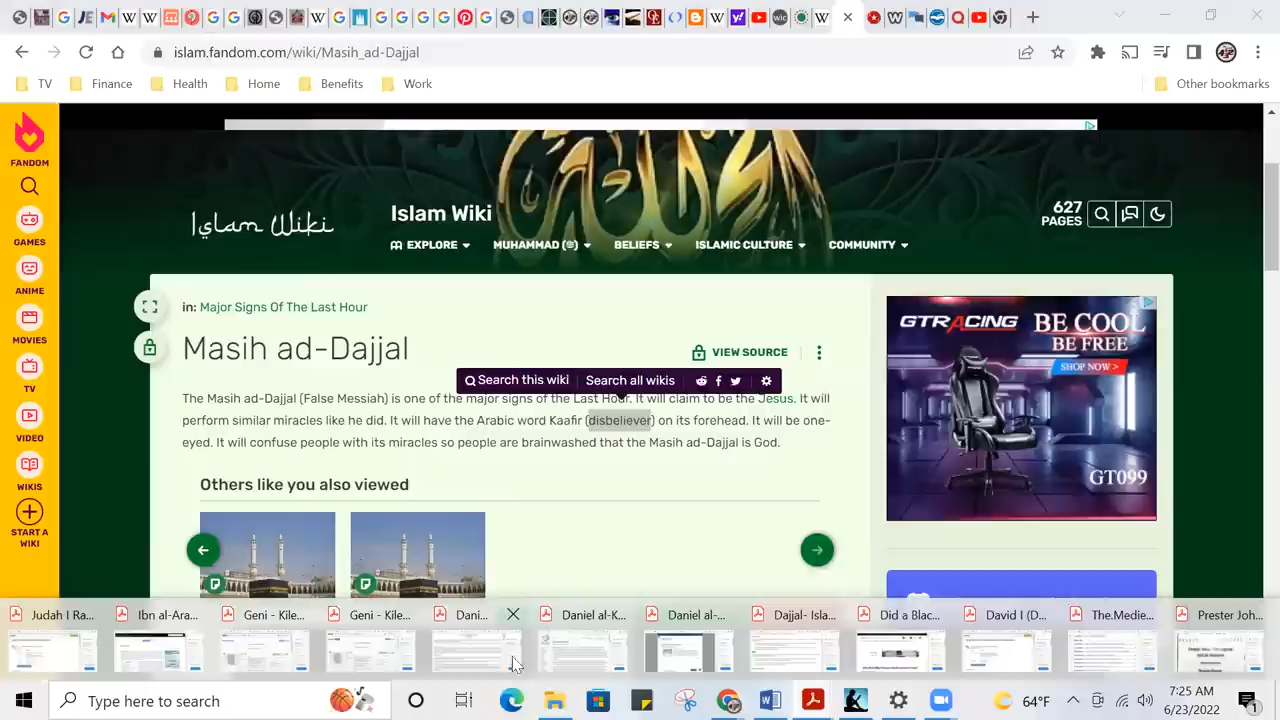 islam.fandom.com/wiki/Masih_ad-Dajjal
TV
Finance
Health
Home
Benefits
Work
Other bookmarks
FANDOM
GAMES
ANIME
MOVIES
TV
VIDEO
WIKIS
START A
WIKI
Islam Wiki
Islam Wiki
627
PAGES
EXPLORE
MUHAMMAD (ﷺ)
BELIEFS
ISLAMIC CULTURE
COMMUNITY
in: Major Signs Of The Last Hour
Masih ad-Dajjal
VIEW SOURCE
Search this wiki
Search all wikis
The Masih ad-Dajjal (False Messiah) is one of the major signs of the Last Hour. It will claim to be the Jesus. It will
perform similar miracles like he did. It will have the Arabic word Kaafir (disbeliever) on its forehead. It will be one-
eyed. It will confuse people with its miracles so people are brainwashed that the Masih ad-Dajjal is God.
Others like you also viewed
GTRACING
BE COOL
BE FREE
SHOP NOW >
GT099
Judah I Ra...
Ibn al-Ara...
Geni - Kile...
Geni - Kile...
Dani...
Daniel al-K...
Daniel al-...
Dajjal- Isla...
Did a Blac...
David I (D...
The.Medie...
Prester Joh...
Type here to search
64°F
7:25 AM
6/23/2022
1